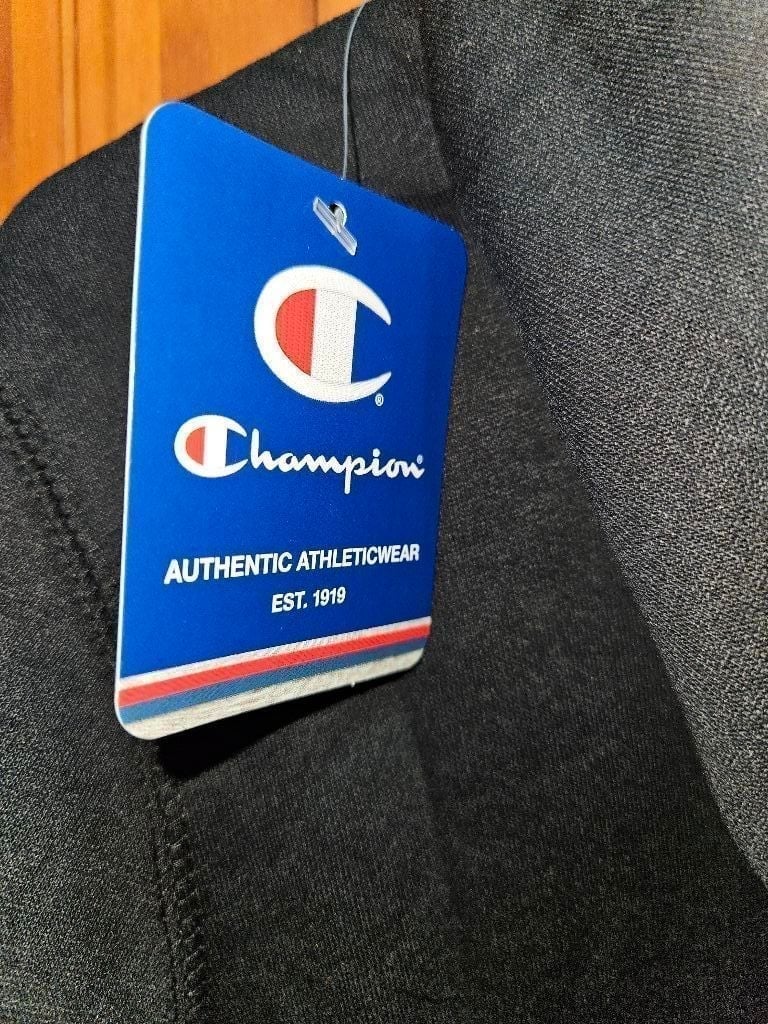 C®
Champion®
AUTHENTIC ATHLETICWEAR
EST. 1919